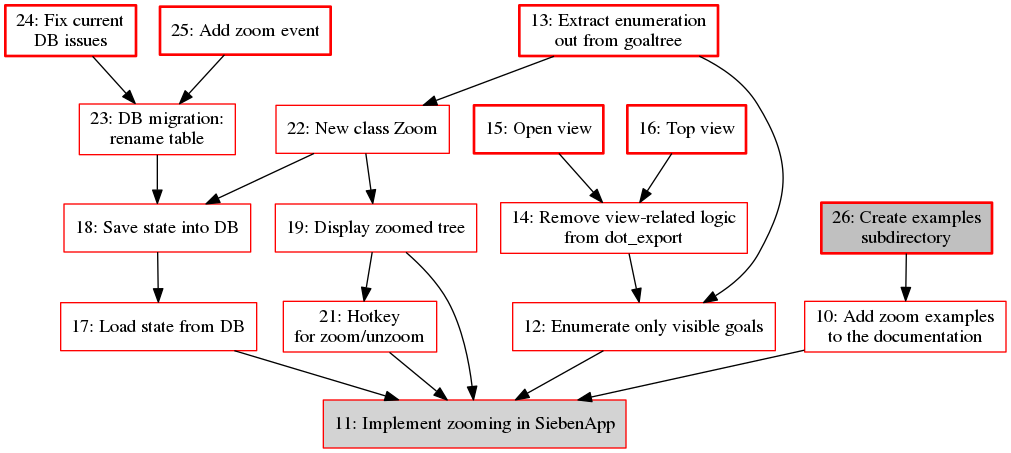 24: Fix current
DB issues
25: Add zoom event
13: Extract enumeration
out from goaltree
23: DB migration:
rename table
22: New class Zoom
15: Open view
16: Top view
18: Save state into DB
19: Display zoomed tree
14: Remove view-related logic
from dot_export
26: Create examples
subdirectory
17: Load state from DB
21: Hotkey
for zoom/unzoom
12: Enumerate only visible goals
10: Add zoom examples
to the documentation
11: Implement zooming in SiebenApp